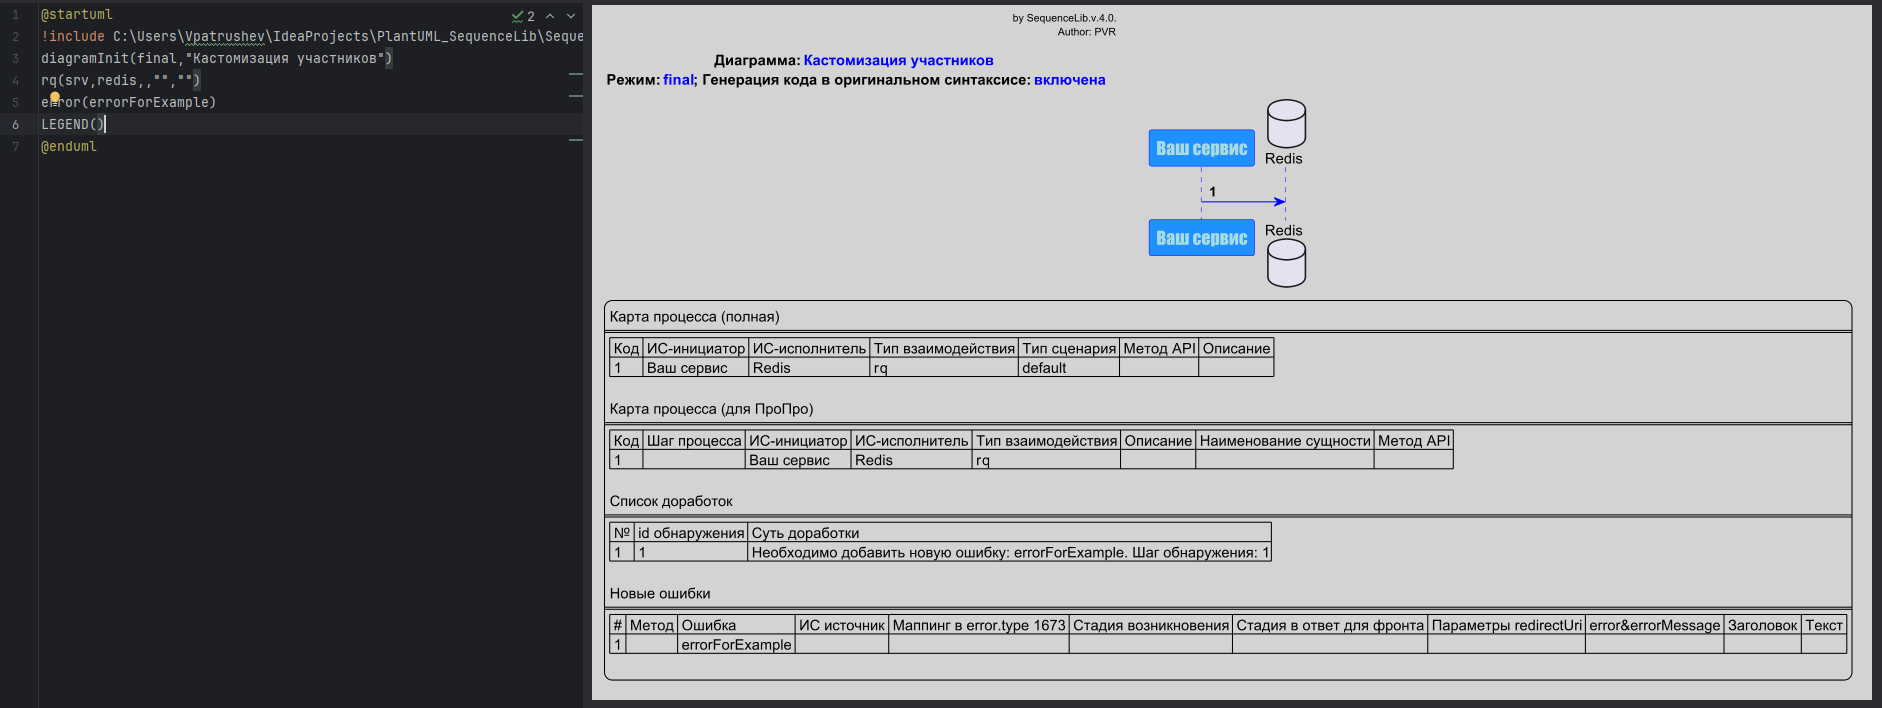 1 @startuml
2 !include C:\Users\Vpatrushev\IdeaProjects\PlantUML_SequenceLib\Seque
3 diagramInit(final,"Кастомизация участников")
4 rq(srv,redis,,"","")
5 error(errorForExample)
6 LEGEND()
7 @enduml
2
by SequenceLib.v.4.0.
Author: PVR
Диаграмма: Кастомизация участников
Режим: final; Генерация кода в оригинальном синтаксисе: включена
Ваш сервис
Redis
1
Ваш сервис
Redis
Карта процесса (полная)
Код ИС-инициатор ИС-исполнитель Тип взаимодействия Тип сценария Метод API Описание
1 Ваш сервис Redis rq default
Карта процесса (для ПроПро)
Код Шаг процесса ИС-инициатор ИС-исполнитель Тип взаимодействия Описание Наименование сущности Метод API
1 Ваш сервис Redis rq
Список доработок
№ id обнаружения Суть доработки
1 1 Необходимо добавить новую ошибку: errorForExample. Шаг обнаружения: 1
Новые ошибки
# Метод Ошибка ИС источник Маппинг в error.type 1673 Стадия возникновения Стадия в ответ для фронта Параметры redirectUri error&errorMessage Заголовок Текст
1 errorForExample